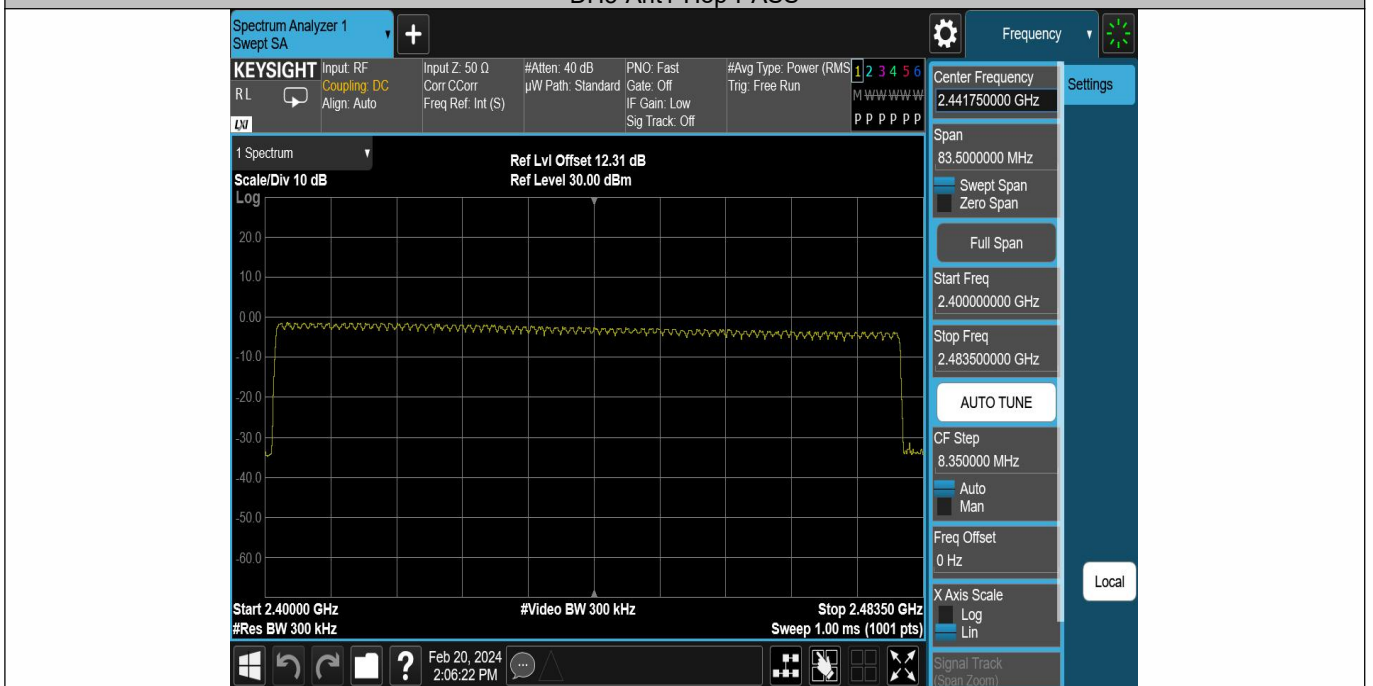 Spectrum Analyzer 1
Swept SA
Frequency
KEYSIGHT
RL
LXI
Input: RF
Coupling: DC
Align: Auto
Input Z: 50 Ω
Corr CCorr
Freq Ref: Int (S)
#Atten: 40 dB
µW Path: Standard
PNO: Fast
Gate: Off
IF Gain: Low
Sig Track: Off
#Avg Type: Power (RMS
Trig: Free Run
1 2 3 4 5 6
M W W W W W
P P P P P P
1 Spectrum
Scale/Div 10 dB
Log
Ref Lvl Offset 12.31 dB
Ref Level 30.00 dBm
20.0
10.0
0.00
-10.0
-20.0
-30.0
-40.0
-50.0
-60.0
Start 2.40000 GHz
#Video BW 300 kHz
Stop 2.48350 GHz
#Res BW 300 kHz
Sweep 1.00 ms (1001 pts)
Center Frequency
2.441750000 GHz
Settings
Span
83.5000000 MHz
Swept Span
Zero Span
Full Span
Start Freq
2.400000000 GHz
Stop Freq
2.483500000 GHz
AUTO TUNE
CF Step
8.350000 MHz
Auto
Man
Freq Offset
0 Hz
X Axis Scale
Log
Lin
Local
Signal Track
(Span Zoom)
?
Feb 20, 2024
2:06:22 PM